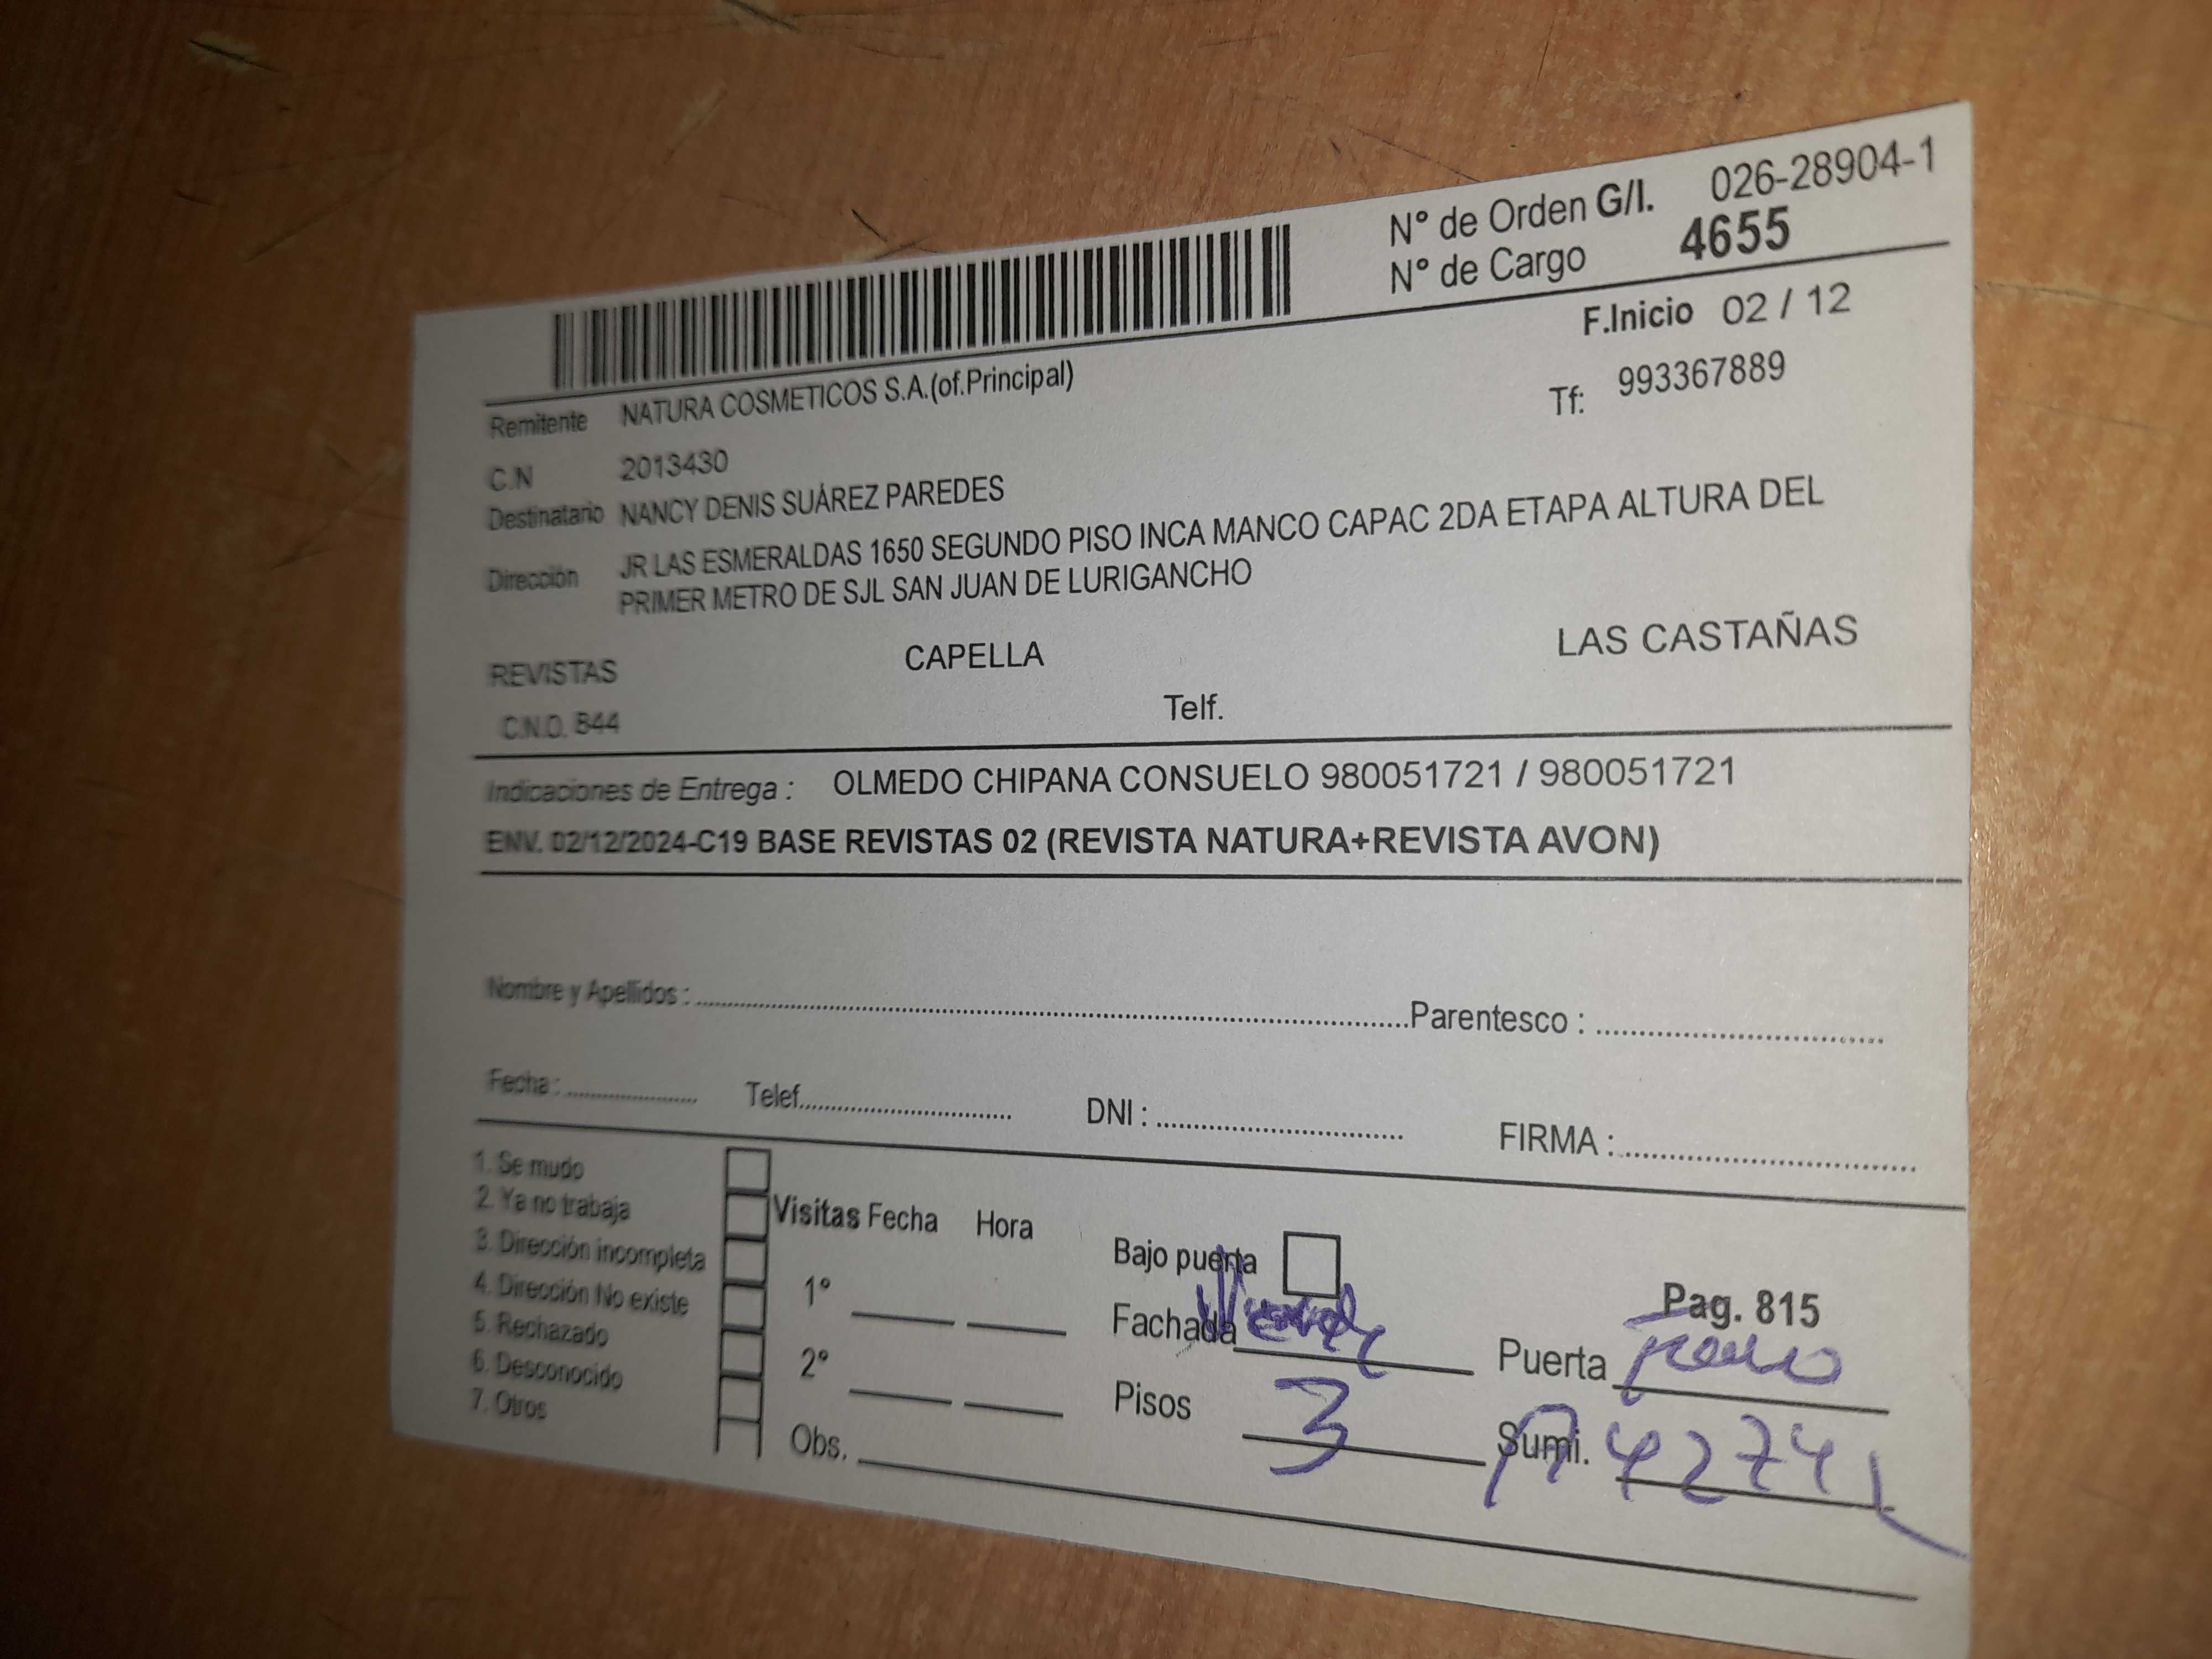 N° de Orden G/I. 026-28904-1
N° de Cargo 4655
F.Inicio 02 / 12
Remitente NATURA COSMETICOS S.A.(of.Principal)
Tf: 993367889
C.N 2013430
Destinatario NANCY DENIS SUÁREZ PAREDES
Dirección JR LAS ESMERALDAS 1650 SEGUNDO PISO INCA MANCO CAPAC 2DA ETAPA ALTURA DEL
PRIMER METRO DE SJL SAN JUAN DE LURIGANCHO
REVISTAS CAPELLA LAS CASTAÑAS
C.N.O. 844 Telf.
Indicaciones de Entrega : OLMEDO CHIPANA CONSUELO 980051721 / 980051721
ENV. 02/12/2024-C19 BASE REVISTAS 02 (REVISTA NATURA+REVISTA AVON)
Nombre y Apellidos : Parentesco :
Fecha : Telef. DNI : FIRMA :
1. Se mudo
2. Ya no trabaja
3. Dirección incompleta
4. Dirección No existe
5. Rechazado
6. Desconocido
7. Otros
Visitas Fecha Hora
1°
2°
Obs.
Bajo puerta
Fachada
Pisos 3
Pag. 815
Puerta
Sumi. 42741